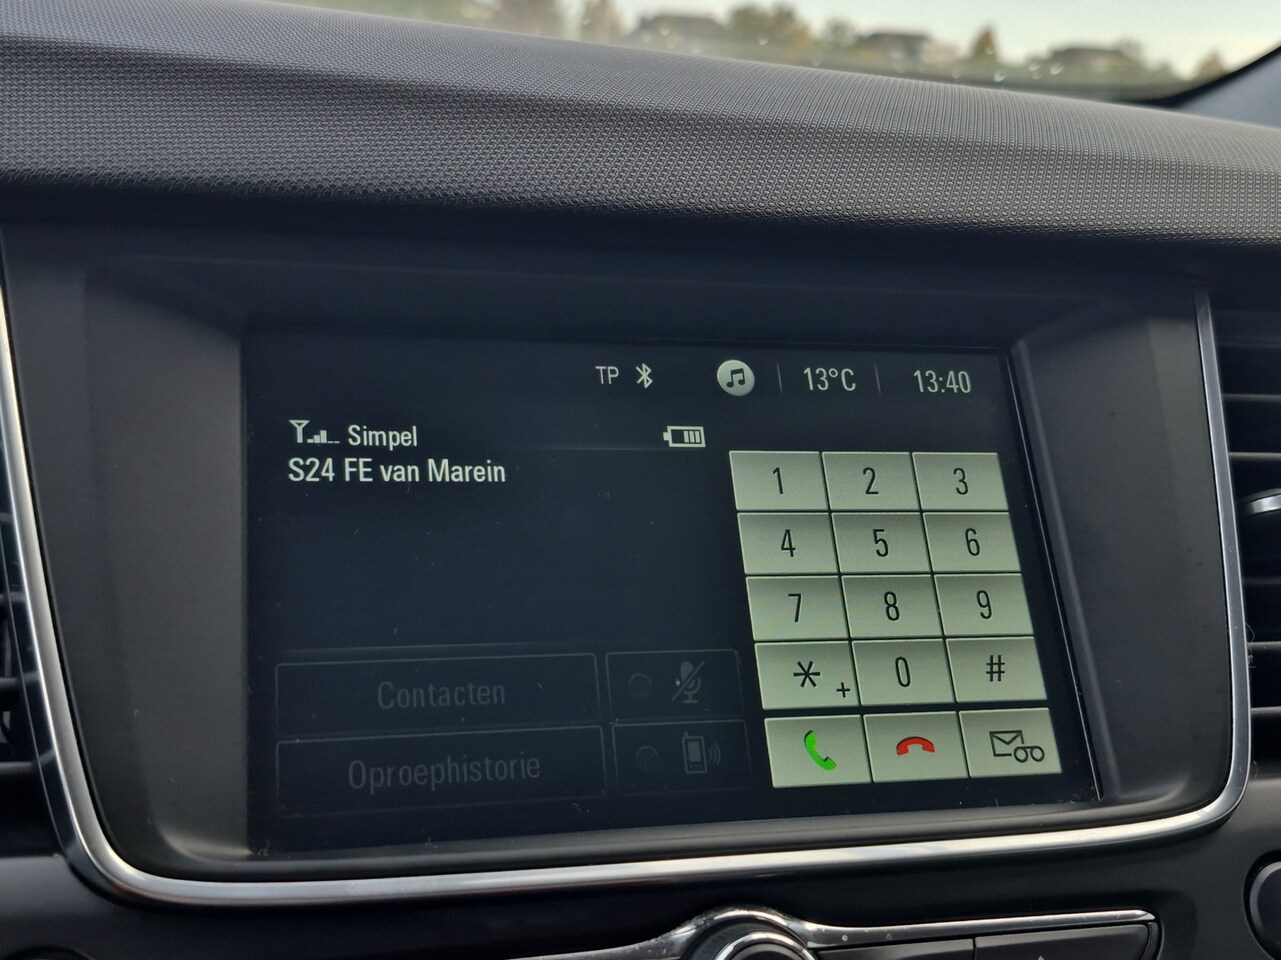 TP 13°C 13:40
Simpel
S24 FE van Marein
1 2 3
4 5 6
7 8 9
*+ 0 #
Contacten
Oproephistorie